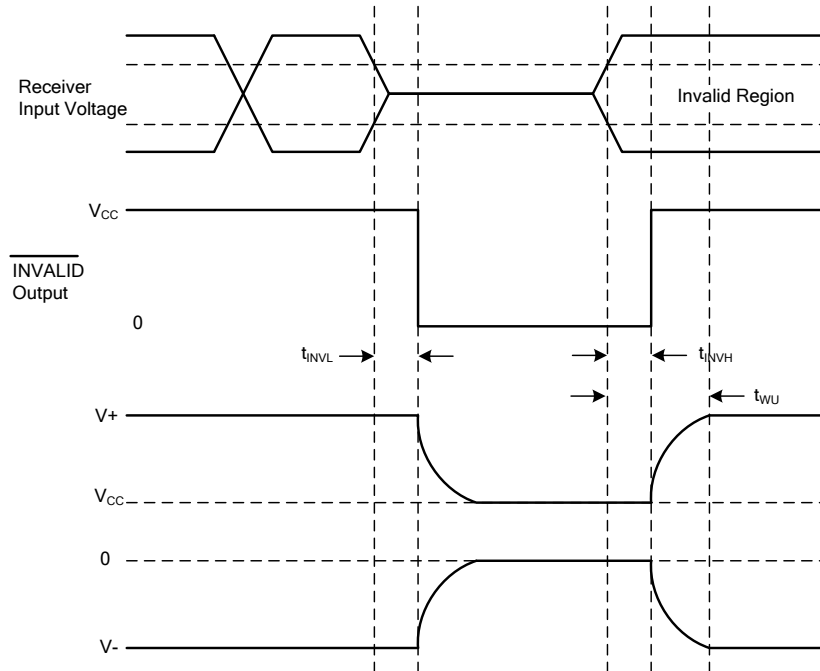 Receiver
Input Voltage
Invalid Region
VCC
INVALID
Output
0
tINVL
tINVH
tWU
V+
VCC
0
V-